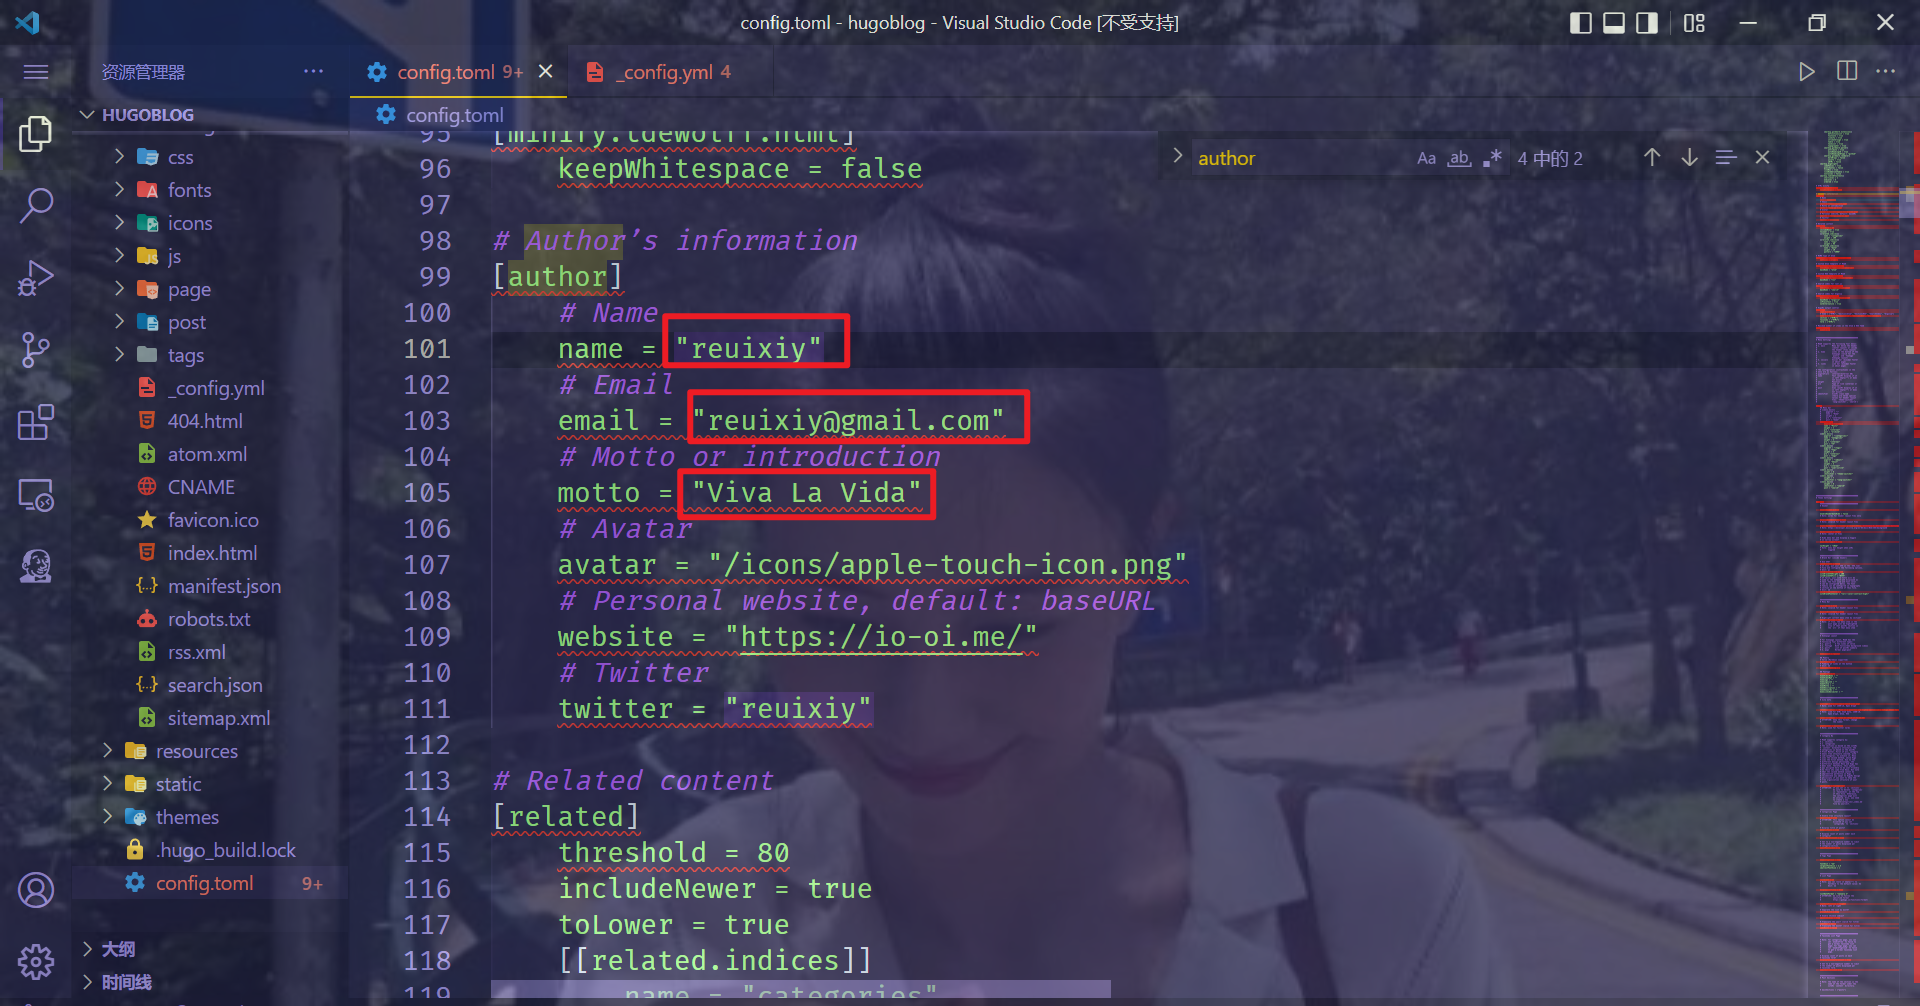 config.toml - hugoblog - Visual Studio Code [不受支持]
资源管理器
config.toml 9+
_config.yml 4
HUGOBLOG
config.toml
css
fonts
icons
js
page
post
tags
_config.yml
404.html
atom.xml
CNAME
favicon.ico
index.html
manifest.json
robots.txt
rss.xml
search.json
sitemap.xml
resources
static
themes
.hugo_build.lock
config.toml 9+
大纲
时间线
author
Aa ab .* 4 中的 2
95 [minify.tdewolff.html]
96 keepWhitespace = false
97
98 # Author’s information
99 [author]
100 # Name
101 name = "reuixiy"
102 # Email
103 email = "reuixiy@gmail.com"
104 # Motto or introduction
105 motto = "Viva La Vida"
106 # Avatar
107 avatar = "/icons/apple-touch-icon.png"
108 # Personal website, default: baseURL
109 website = "https://io-oi.me/"
110 # Twitter
111 twitter = "reuixiy"
112
113 # Related content
114 [related]
115 threshold = 80
116 includeNewer = true
117 toLower = true
118 [[related.indices]]
119 name = "categories"